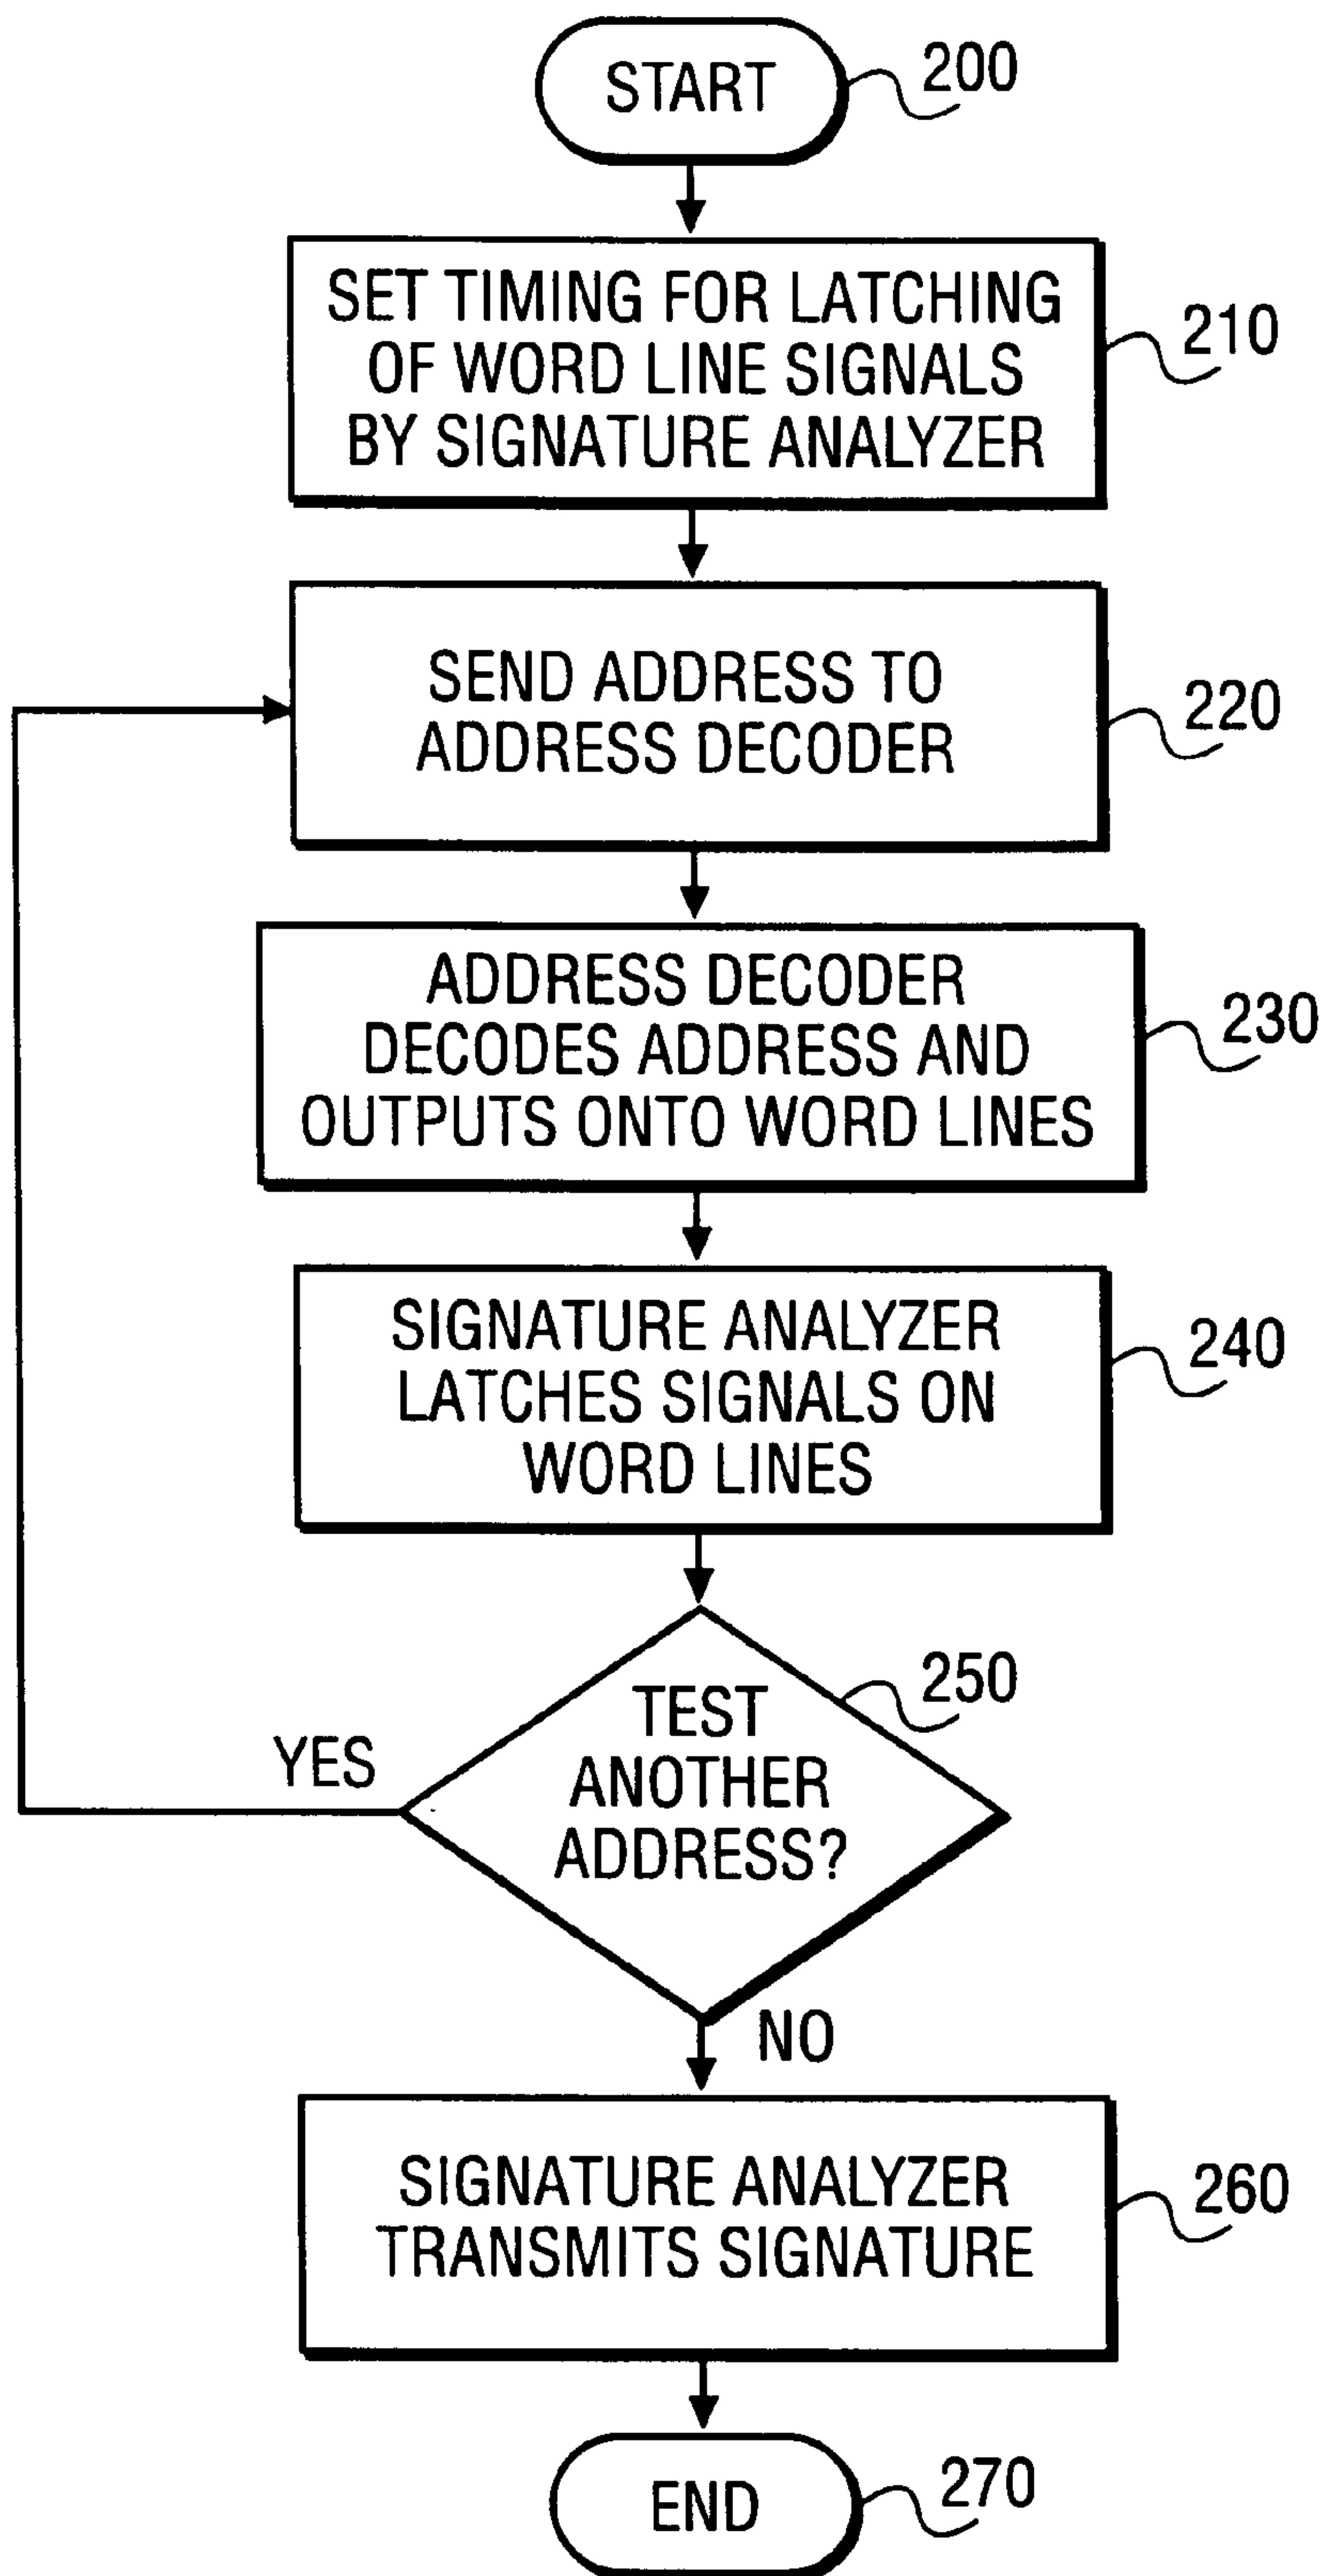 START
200
SET TIMING FOR LATCHING
OF WORD LINE SIGNALS
BY SIGNATURE ANALYZER
210
SEND ADDRESS TO
ADDRESS DECODER
220
ADDRESS DECODER
DECODES ADDRESS AND
OUTPUTS ONTO WORD LINES
230
SIGNATURE ANALYZER
LATCHES SIGNALS ON
WORD LINES
240
TEST
ANOTHER
ADDRESS?
250
YES
NO
SIGNATURE ANALYZER
TRANSMITS SIGNATURE
260
END
270